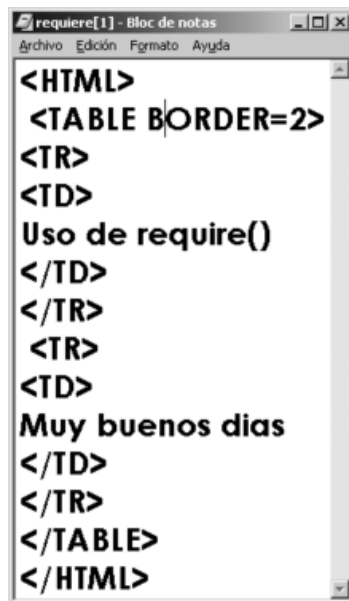 requiere[1] - Bloc de notas
Archivo Edición Formato Ayuda
<HTML>
<TABLE BORDER=2>
<TR>
<TD>
Uso de require()
</TD>
</TR>
<TR>
<TD>
Muy buenos dias
</TD>
</TR>
</TABLE>
</HTML>